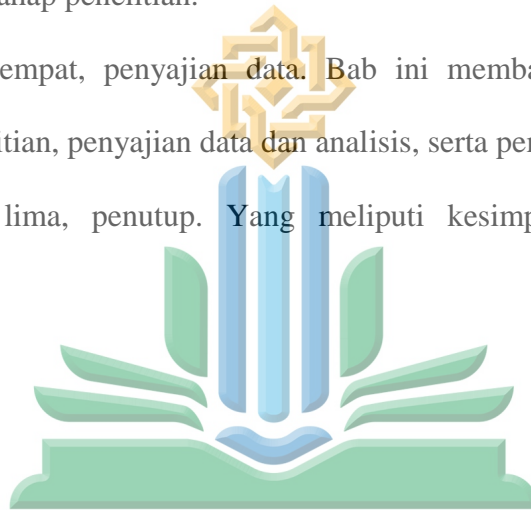 ahap penelitian.
empat, penyajian data. Bab ini memba
itian, penyajian data dan analisis, serta per
lima, penutup. Yang meliputi kesimp